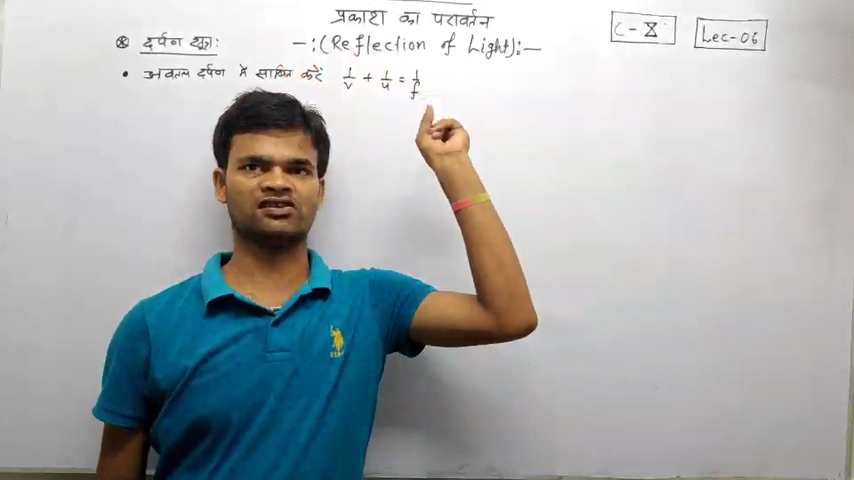 प्रकाश का परावर्तन
C-X
Lec-06
दर्पण सूत्र:
-:(Reflection of Light):-
• अवतल दर्पण में साबित करें 1/v + 1/u = 1/f